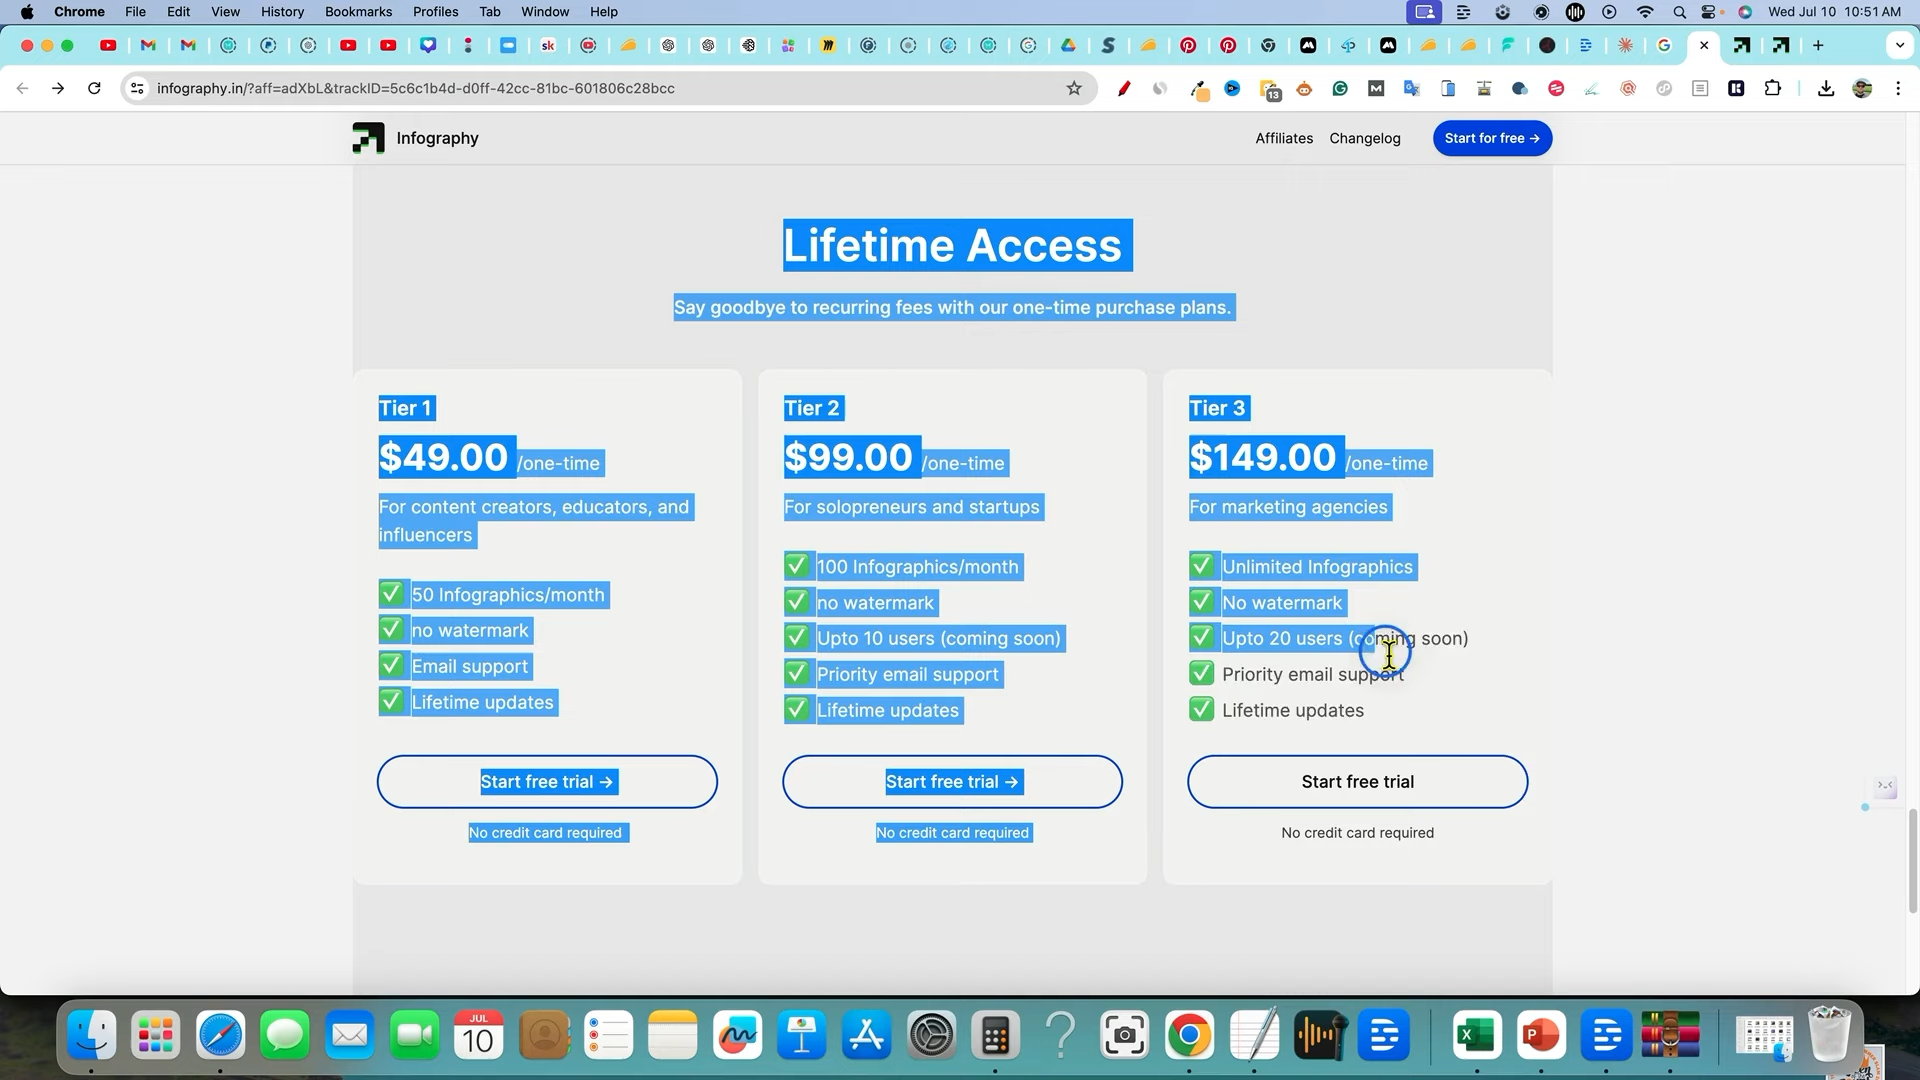 Chrome File Edit View History Bookmarks Profiles Tab Window Help Wed Jul 10 10:51 AM
infography.in/?aff=adXbL&trackID=5c6c1b4d-d0ff-42cc-81bc-601806c28bcc
13
Infography Affiliates Changelog Start for free →
Lifetime Access
Say goodbye to recurring fees with our one-time purchase plans.
Tier 1
$49.00 /one-time
For content creators, educators, and
influencers
✅ 50 Infographics/month
✅ no watermark
✅ Email support
✅ Lifetime updates
Start free trial →
No credit card required
Tier 2
$99.00 /one-time
For solopreneurs and startups
✅ 100 Infographics/month
✅ no watermark
✅ Upto 10 users (coming soon)
✅ Priority email support
✅ Lifetime updates
Start free trial →
No credit card required
Tier 3
$149.00 /one-time
For marketing agencies
✅ Unlimited Infographics
✅ No watermark
✅ Upto 20 users (coming soon)
✅ Priority email support
✅ Lifetime updates
Start free trial
No credit card required
JUL
10